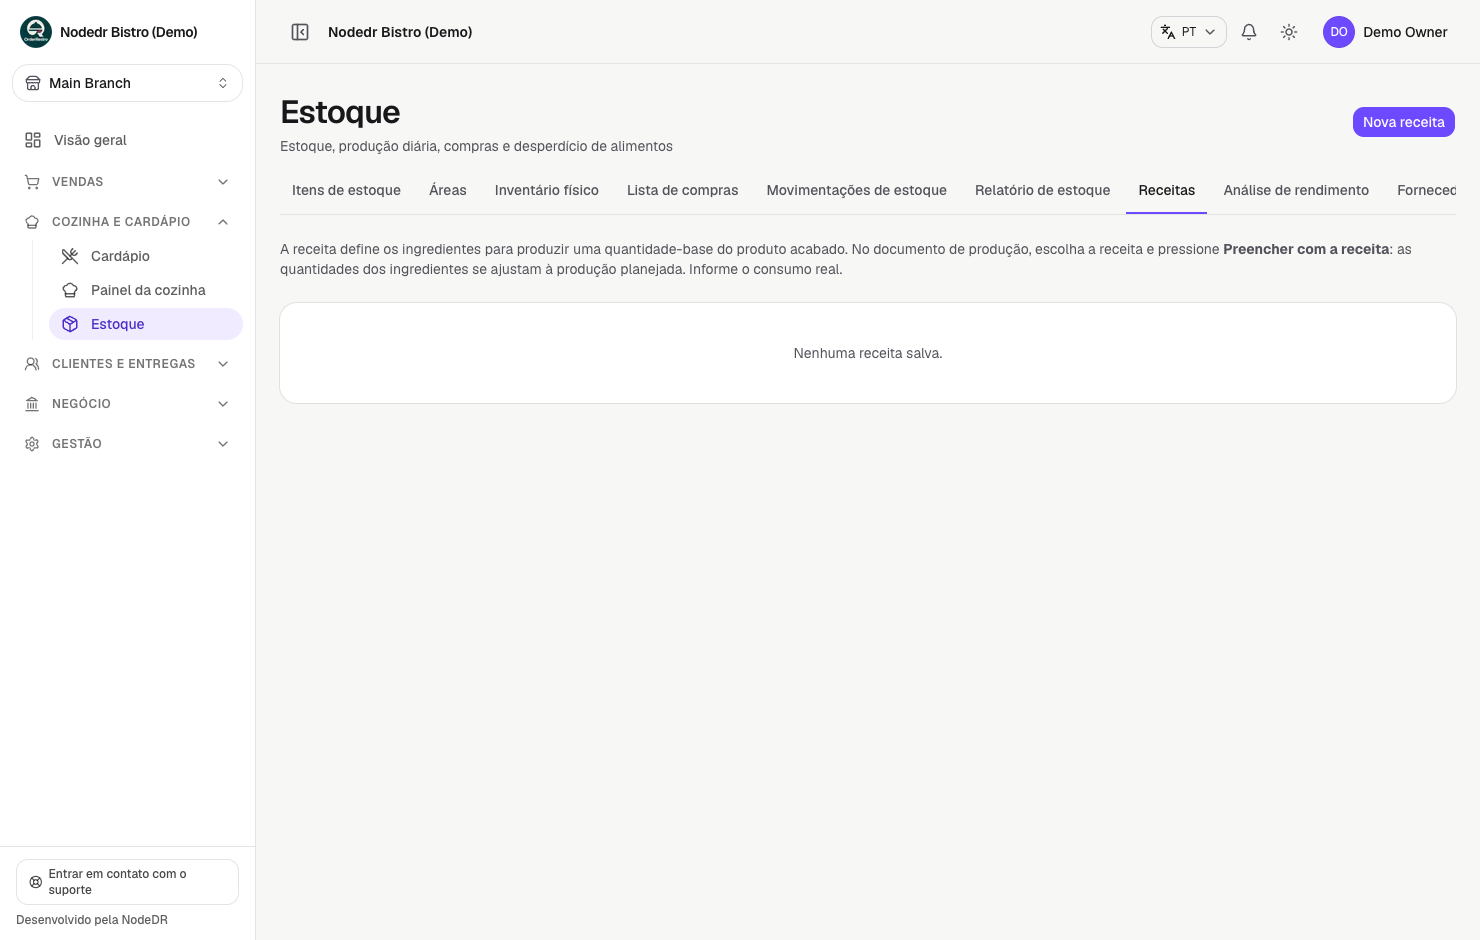 Nodedr Bistro (Demo)
Main Branch
Visão geral
VENDAS
COZINHA E CARDÁPIO
Cardápio
Painel da cozinha
Estoque
CLIENTES E ENTREGAS
NEGÓCIO
GESTÃO
Entrar em contato com o
suporte
Desenvolvido pela NodeDR
Nodedr Bistro (Demo)
PT
DO
Demo Owner
Estoque
Estoque, produção diária, compras e desperdício de alimentos
Nova receita
Itens de estoque
Áreas
Inventário físico
Lista de compras
Movimentações de estoque
Relatório de estoque
Receitas
Análise de rendimento
Forneced
A receita define os ingredientes para produzir uma quantidade-base do produto acabado. No documento de produção, escolha a receita e pressione Preencher com a receita: as
quantidades dos ingredientes se ajustam à produção planejada. Informe o consumo real.
Nenhuma receita salva.